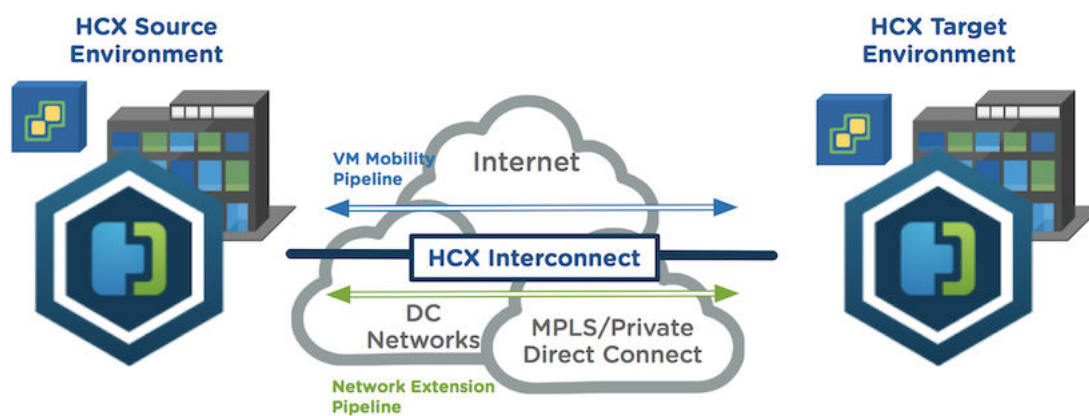 HCX Source
Environment
HCX Target
Environment
VM Mobility
Pipeline
Internet
HCX Interconnect
DC
Networks
MPLS/Private
Direct Connect
Network Extension
Pipeline